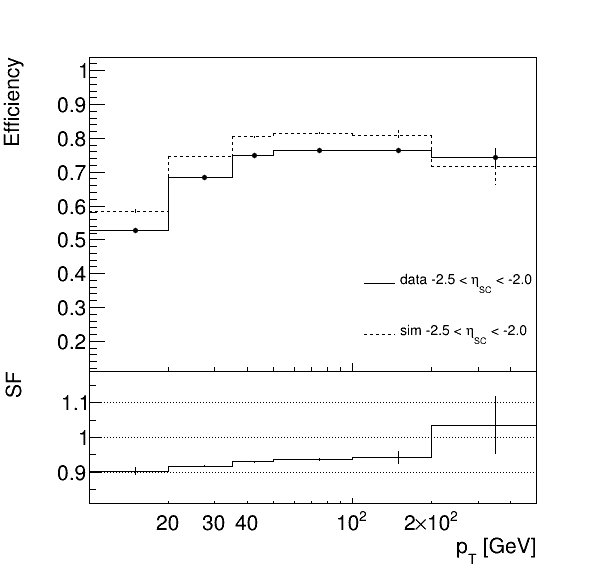 Efficiency
1
0.9
0.8
0.7
0.6
0.5
0.4
0.3
0.2
data -2.5 < η_SC < -2.0
sim -2.5 < η_SC < -2.0
SF
1.1
1
0.9
20 30 40 10² 2×10²
p_T [GeV]